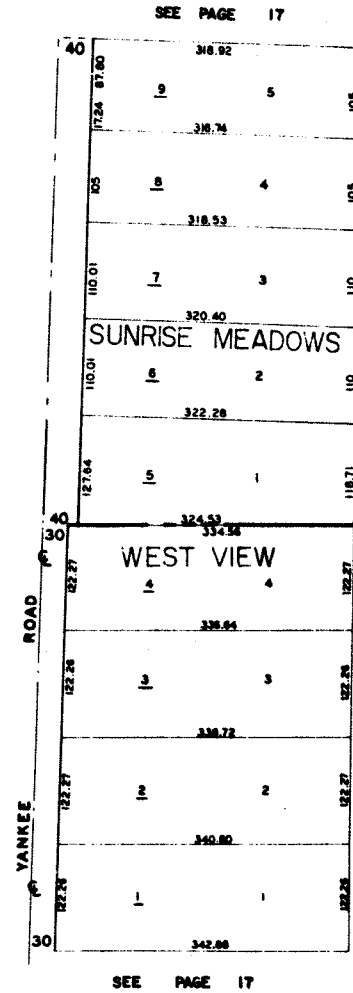 SEE PAGE 17
40 318.92
87.80 9 5 105
17.24 318.74
105 8 4 105
318.53
110.01 7 3 110
320.40
SUNRISE MEADOWS
110.01 6 2 110
322.28
127.64 5 1 118.71
40 324.53
30 334.56
WEST VIEW
122.27 4 4 122.27
336.64
ROAD
122.26 3 3 122.26
338.72
122.27 2 2 122.27
YANKEE 340.80
122.26 1 1 122.26
30 342.88
SEE PAGE 17